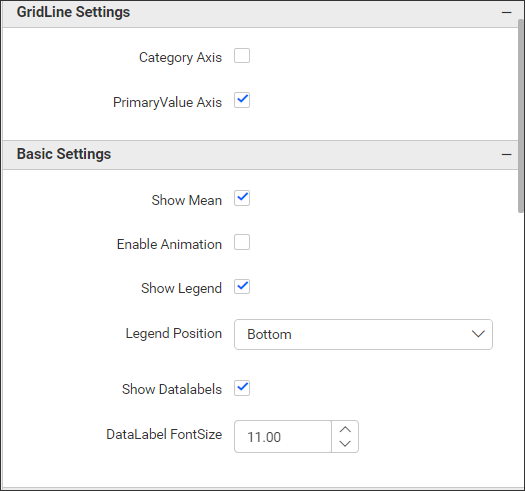 GridLine Settings
Category Axis
PrimaryValue Axis
Basic Settings
Show Mean
Enable Animation
Show Legend
Legend Position Bottom
Show Datalabels
DataLabel FontSize 11.00